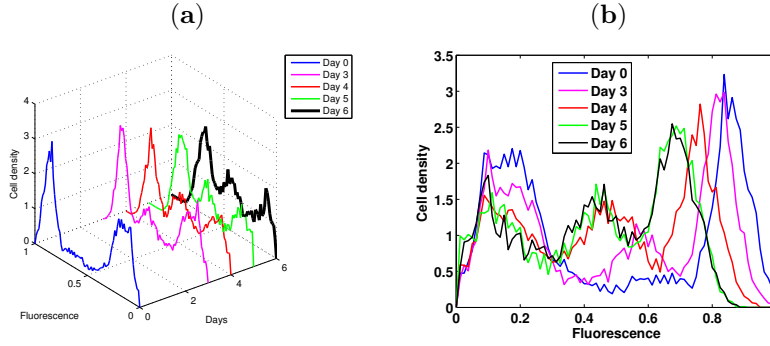 (a)
(b)
Day 0
Day 3
Day 4
Day 5
Day 6
4
3
2
1
0
Cell density
1
0.5
0
Fluorescence
0
2
4
6
Days
Day 0
Day 3
Day 4
Day 5
Day 6
3.5
3
2.5
2
1.5
1
0.5
0
Cell density
0
0.2
0.4
0.6
0.8
Fluorescence